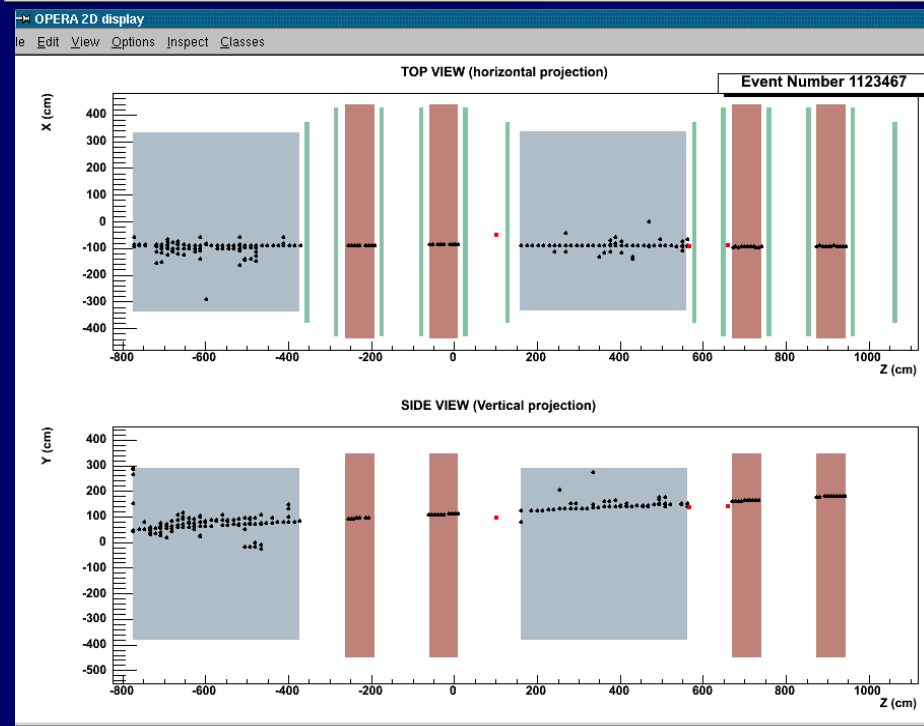 OPERA 2D display
le Edit View Options Inspect Classes
TOP VIEW (horizontal projection)
Event Number 1123467
X (cm)
400
300
200
100
0
-100
-200
-300
-400
-800 -600 -400 -200 0 200 400 600 800 1000
Z (cm)
SIDE VIEW (Vertical projection)
Y (cm)
400
300
200
100
0
-100
-200
-300
-400
-500
-800 -600 -400 -200 0 200 400 600 800 1000
Z (cm)